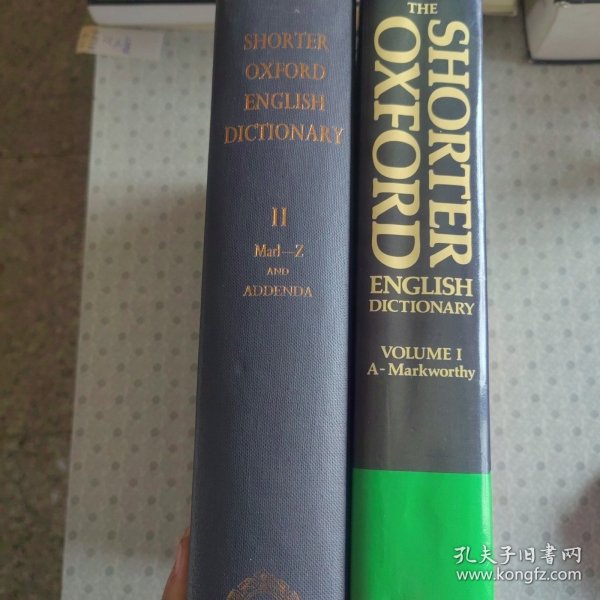 SHORTER
OXFORD
ENGLISH
DICTIONARY
II
Marl—Z
AND
ADDENDA
THE
SHORTER
OXFORD
ENGLISH
DICTIONARY
VOLUME I
A-Markworthy
孔夫子旧书网
www.kongfz.com